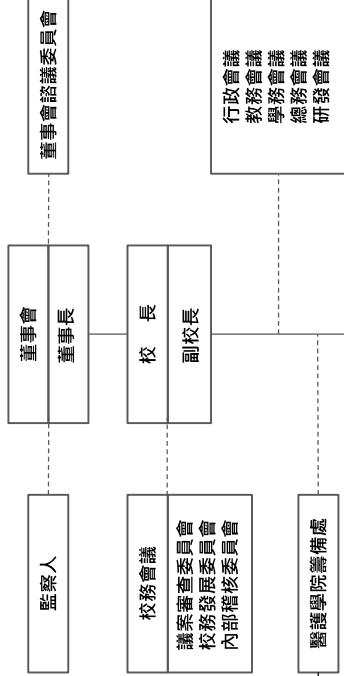 董事會諮議委員會
行政會議
教務會議
學務會議
總務會議
研發會議
董事會
董事長
校　長
副校長
監察人
校務會議
議案審查委員會
校務發展委員會
內部稽核委員會
醫護學院籌備處